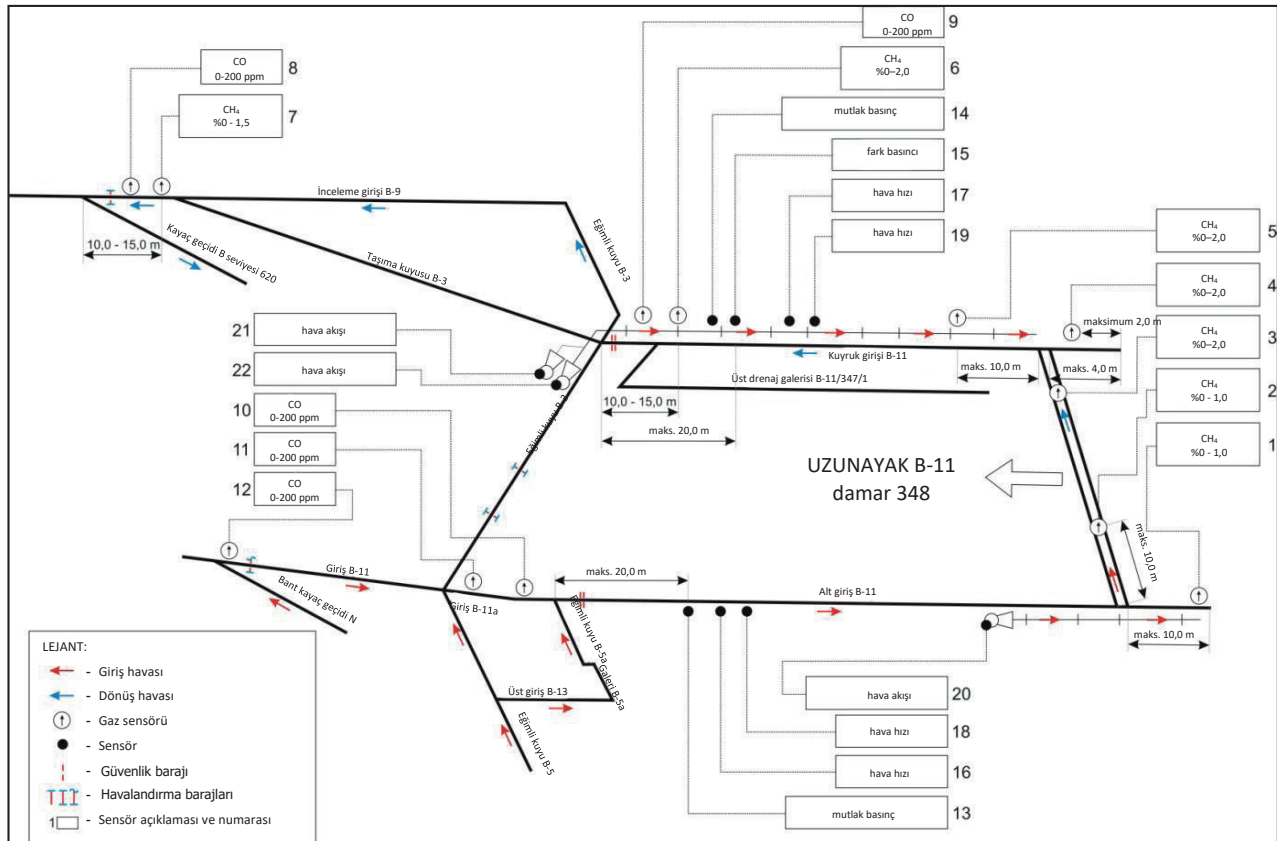 CO
0-200 ppm
9
CH₄
%0–2,0
6
mutlak basınç
14
fark basıncı
15
hava hızı
17
hava hızı
19
CO
0-200 ppm
8
CH₄
%0 - 1,5
7
CH₄
%0–2,0
5
CH₄
%0–2,0
4
maksimum 2,0 m
CH₄
%0–2,0
3
CH₄
%0 - 1,0
2
CH₄
%0 - 1,0
1
İnceleme girişi B-9
Kayaç geçidi B seviyesi 620
10,0 - 15,0 m
Taşıma kuyusu B-3
Eğimli kuyu B-3
21
hava akışı
22
hava akışı
Kuyruk girişi B-11
Üst drenaj galerisi B-11/347/1
10,0 - 15,0 m
maks. 20,0 m
maks. 10,0 m
maks. 4,0 m
10
CO
0-200 ppm
11
CO
0-200 ppm
12
CO
0-200 ppm
UZUNAYAK B-11
damar 348
maks. 10,0 m
Giriş B-11
Bant kayaç geçidi N
Giriş B-11a
maks. 20,0 m
Alt giriş B-11
Eğimli kuyu B-5a
Galeri B-5a
Üst giriş B-13
Eğimli kuyu B-5
maks. 10,0 m
hava akışı
20
hava hızı
18
hava hızı
16
mutlak basınç
13
LEJANT:
- Giriş havası
- Dönüş havası
- Gaz sensörü
- Sensör
- Güvenlik barajı
- Havalandırma barajları
1 - Sensör açıklaması ve numarası